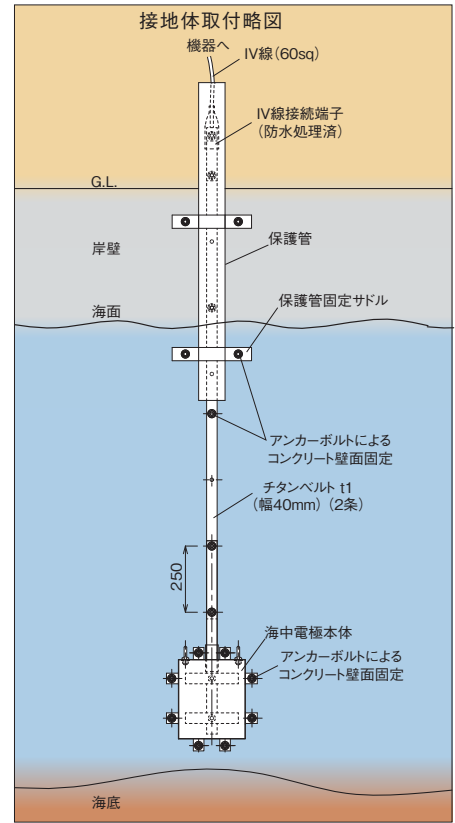 接地体取付略図
機器へ
IV線(60sq)
IV線接続端子
(防水処理済)
G.L.
岸壁
保護管
海面
保護管固定サドル
アンカーボルトによる
コンクリート壁面固定
チタンベルト t1
(幅40mm) (2条)
250
海中電極本体
アンカーボルトによる
コンクリート壁面固定
海底